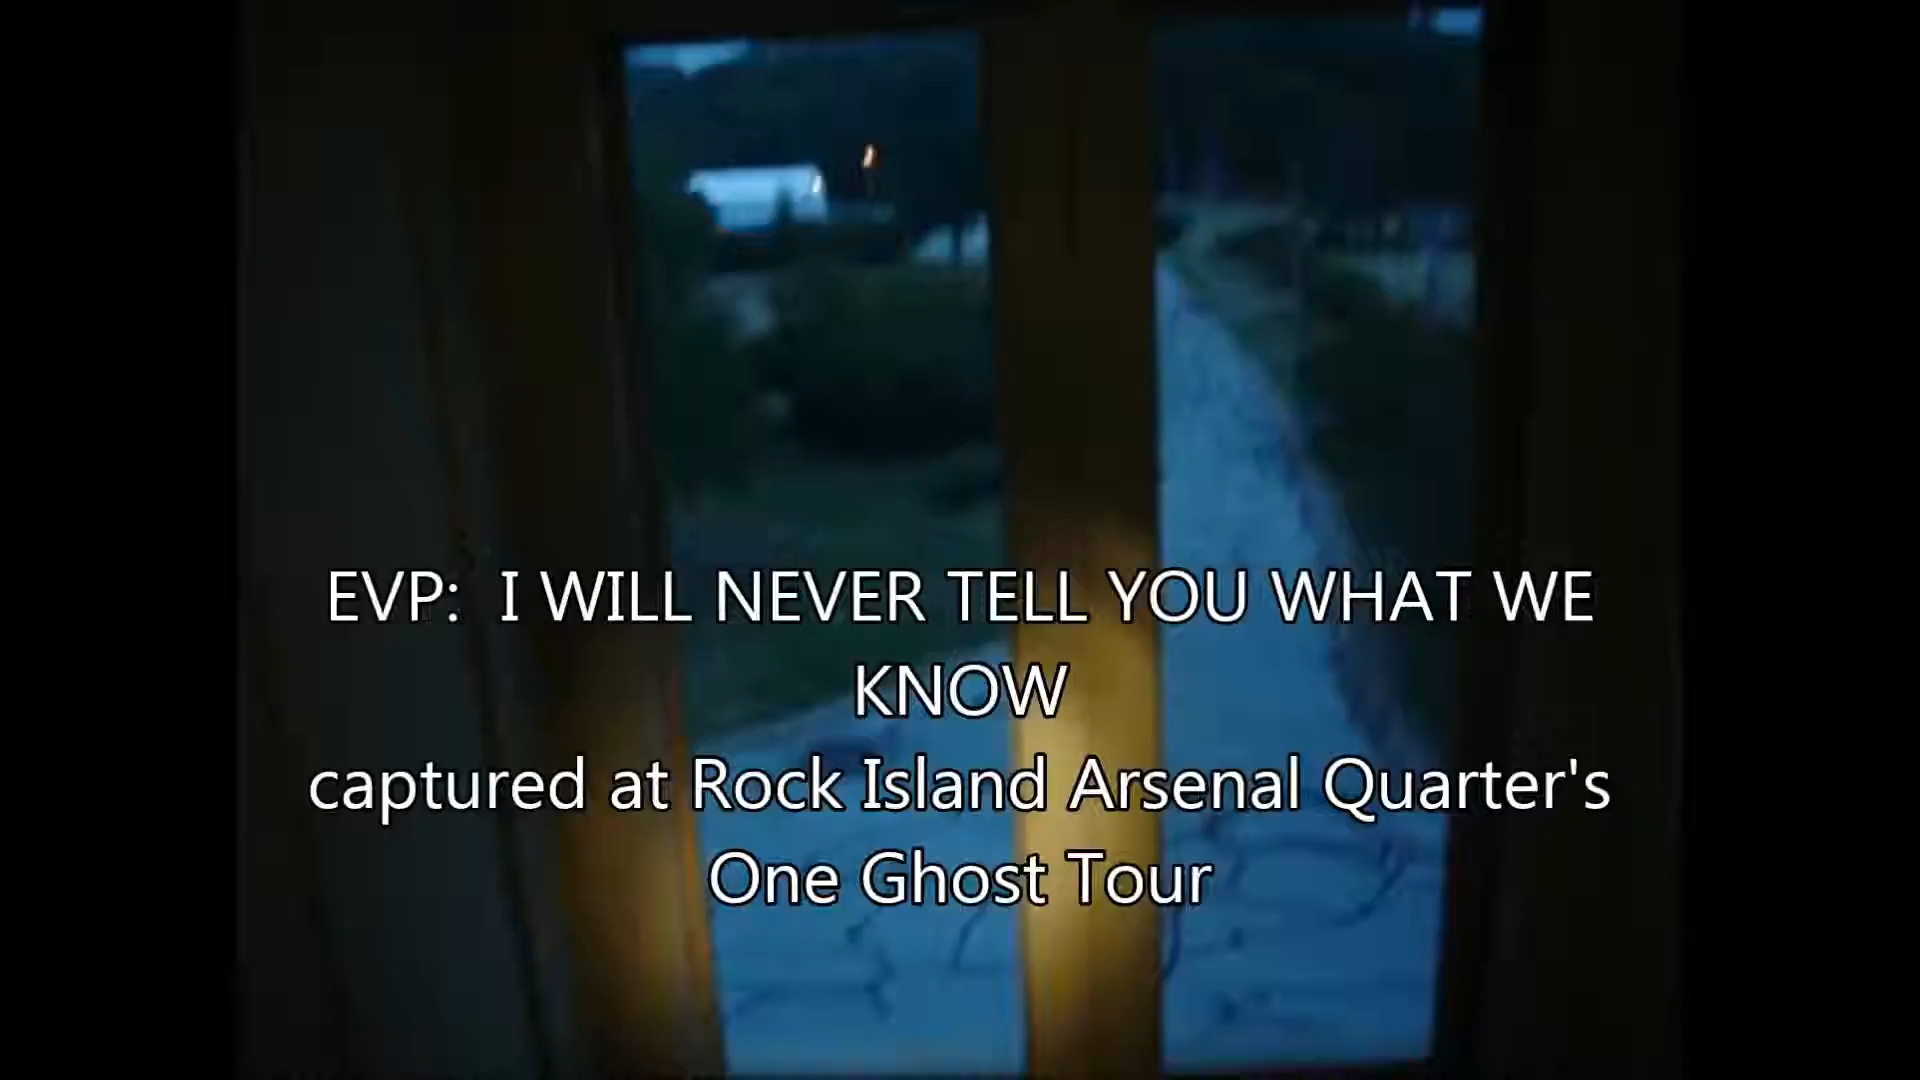 EVP:  I WILL NEVER TELL YOU WHAT WE
KNOW
captured at Rock Island Arsenal Quarter's
One Ghost Tour